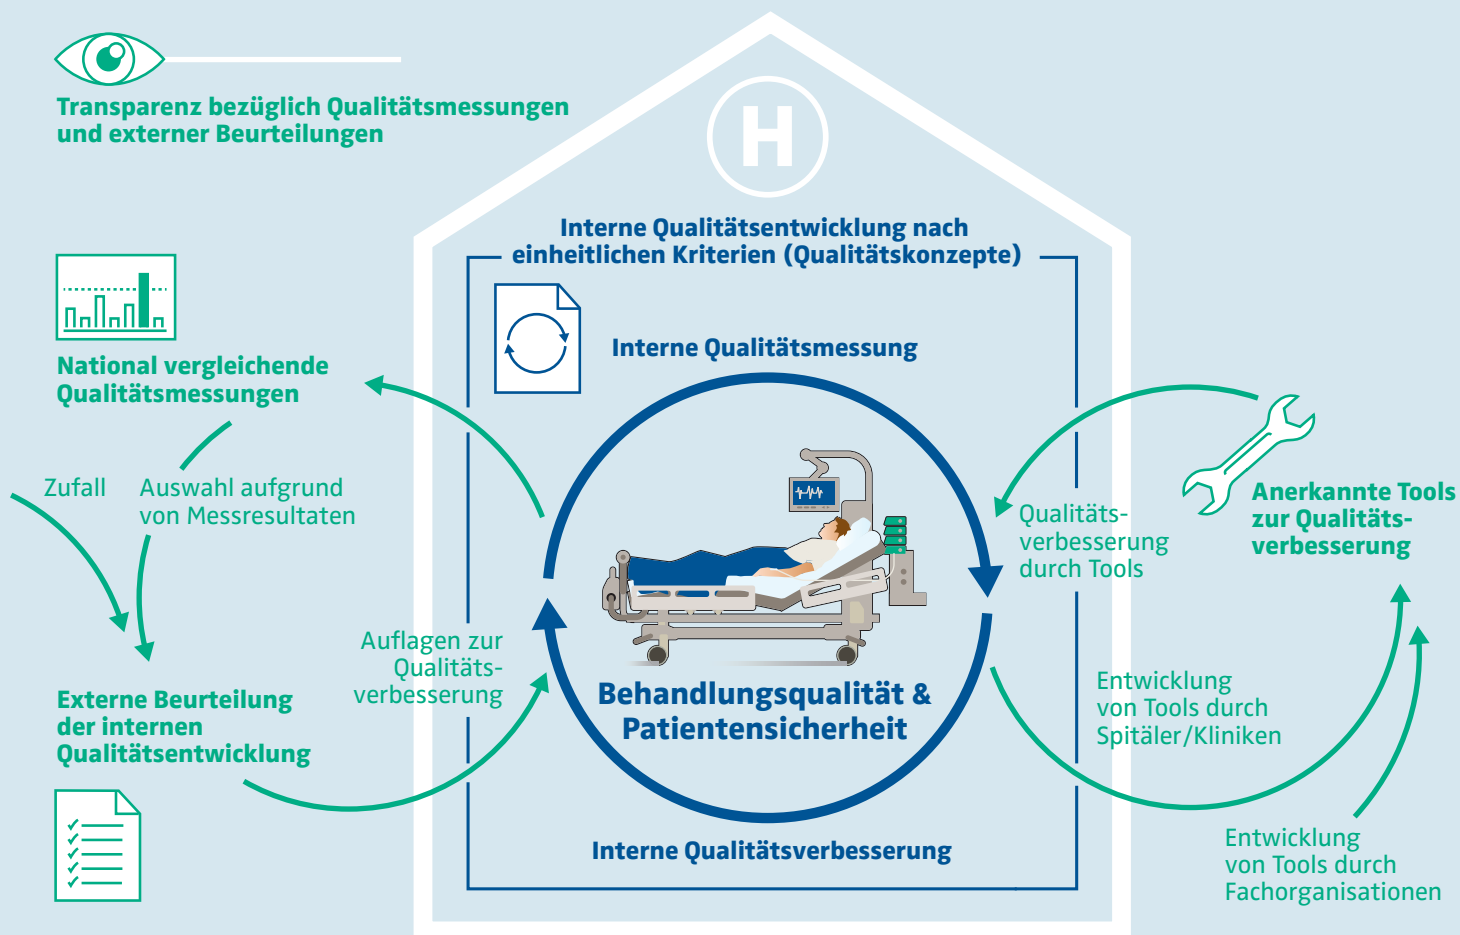 Transparenz bezüglich Qualitätsmessungen
und externer Beurteilungen
H
Interne Qualitätsentwicklung nach
einheitlichen Kriterien (Qualitätskonzepte)
Interne Qualitätsmessung
National vergleichende
Qualitätsmessungen
Zufall
Auswahl aufgrund
von Messresultaten
Externe Beurteilung
der internen
Qualitätsentwicklung
Auflagen zur
Qualitäts-
verbesserung
Behandlungsqualität &
Patientensicherheit
Interne Qualitätsverbesserung
Qualitäts-
verbesserung
durch Tools
Anerkannte Tools
zur Qualitäts-
verbesserung
Entwicklung
von Tools durch
Spitäler/Kliniken
Entwicklung
von Tools durch
Fachorganisationen